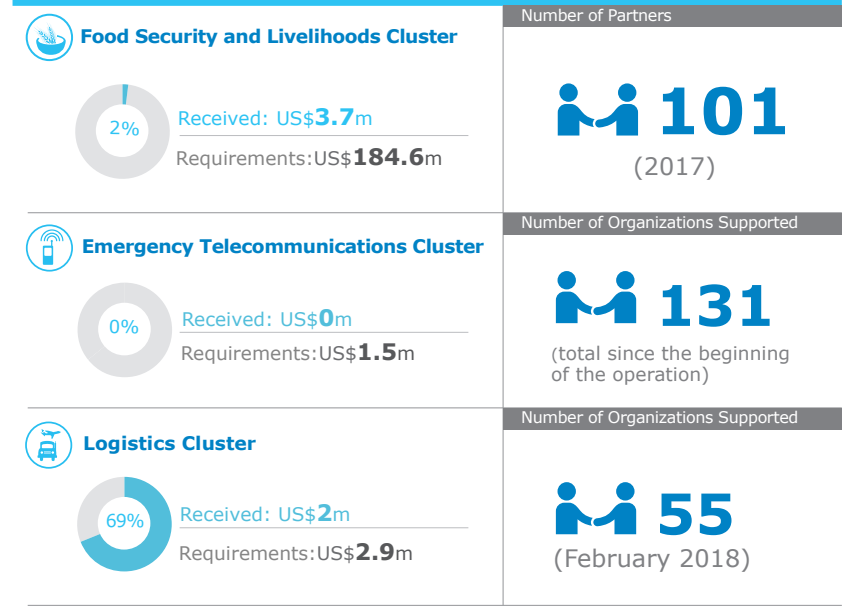 Food Security and Livelihoods Cluster
2%
Received: US$3.7m
Requirements:US$184.6m
Number of Partners
101
(2017)
Emergency Telecommunications Cluster
0%
Received: US$0m
Requirements:US$1.5m
Number of Organizations Supported
131
(total since the beginning
of the operation)
Logistics Cluster
69%
Received: US$2m
Requirements:US$2.9m
Number of Organizations Supported
55
(February 2018)